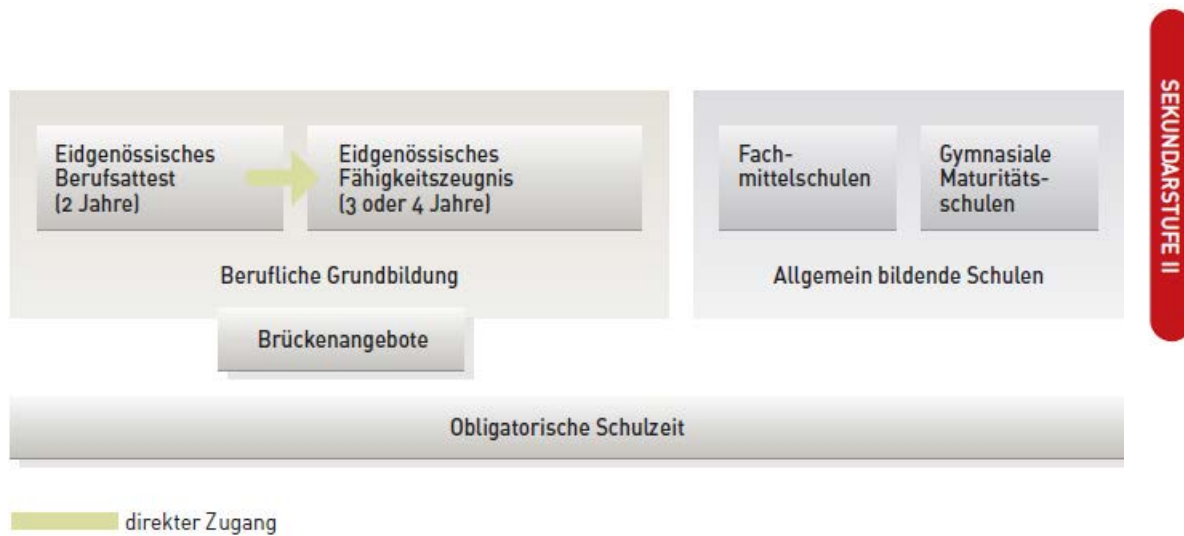 SEKUNDARSTUFE II
Eidgenössisches
Berufsattest
(2 Jahre)
Eidgenössisches
Fähigkeitszeugnis
(3 oder 4 Jahre)
Berufliche Grundbildung
Fach-
mittelschulen
Gymnasiale
Maturitäts-
schulen
Allgemein bildende Schulen
Brückenangebote
Obligatorische Schulzeit
direkter Zugang